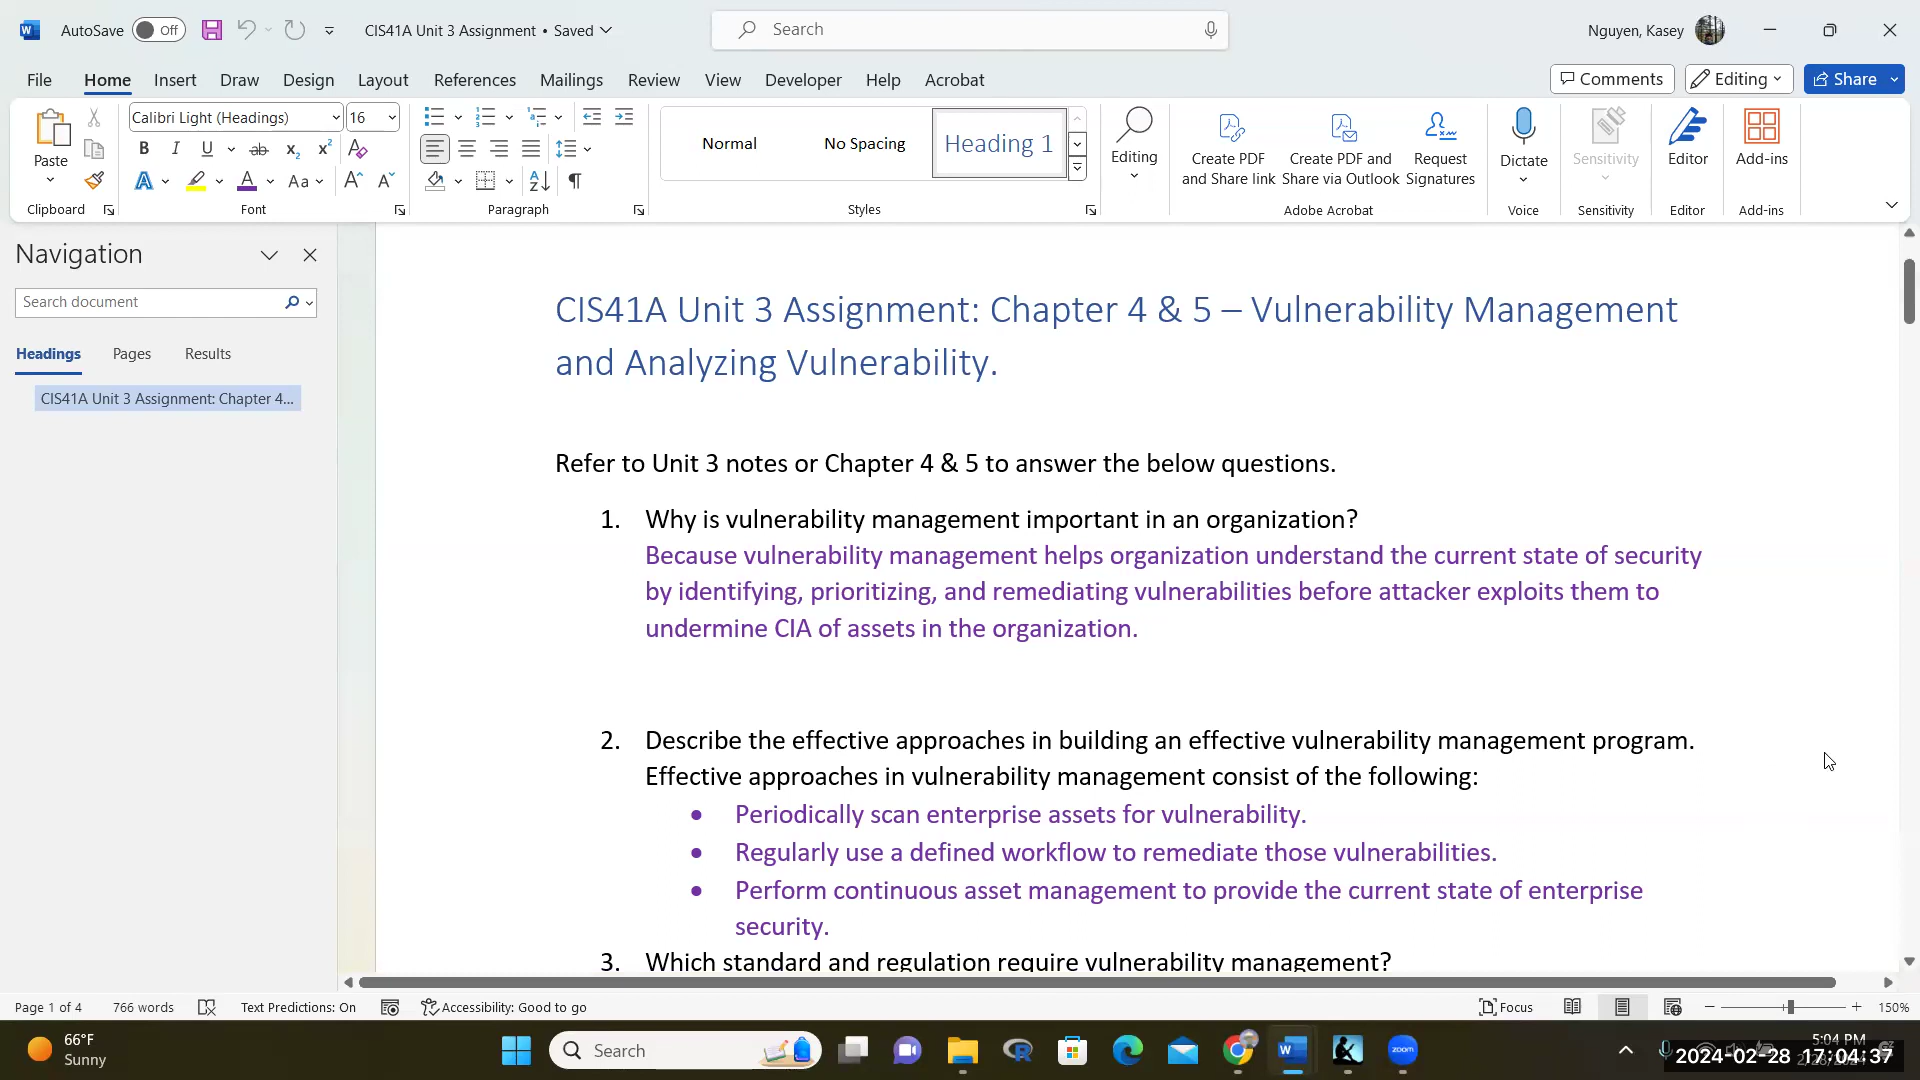 AutoSave Off CIS41A Unit 3 Assignment • Saved Search Nguyen, Kasey
File Home Insert Draw Design Layout References Mailings Review View Developer Help Acrobat Comments Editing Share
Paste Calibri Light (Headings) 16 Normal No Spacing Heading 1 Editing Create PDF and Share link Create PDF and Share via Outlook Request Signatures Dictate Sensitivity Editor Add-ins
Clipboard Font Paragraph Styles Adobe Acrobat Voice Sensitivity Editor Add-ins
Navigation
Search document
Headings Pages Results
CIS41A Unit 3 Assignment: Chapter 4...
CIS41A Unit 3 Assignment: Chapter 4 & 5 – Vulnerability Management
and Analyzing Vulnerability.
Refer to Unit 3 notes or Chapter 4 & 5 to answer the below questions.
1. Why is vulnerability management important in an organization?
Because vulnerability management helps organization understand the current state of security
by identifying, prioritizing, and remediating vulnerabilities before attacker exploits them to
undermine CIA of assets in the organization.
2. Describe the effective approaches in building an effective vulnerability management program.
Effective approaches in vulnerability management consist of the following:
• Periodically scan enterprise assets for vulnerability.
• Regularly use a defined workflow to remediate those vulnerabilities.
• Perform continuous asset management to provide the current state of enterprise
security.
3. Which standard and regulation require vulnerability management?
Page 1 of 4 766 words Text Predictions: On Accessibility: Good to go Focus 150%
66°F
Sunny
Search
zoom
5:04 PM
2024-02-28 17:04:37